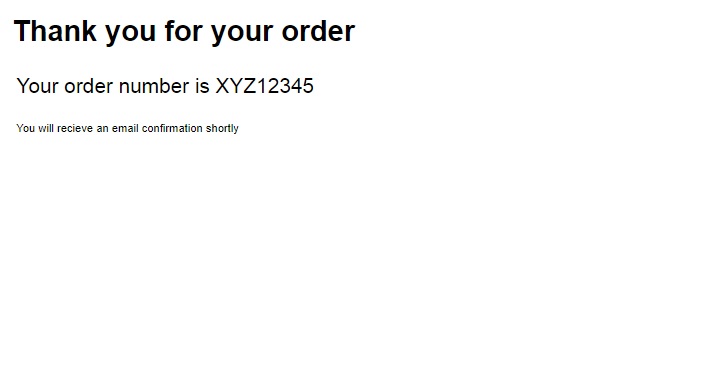 Thank you for your order
Your order number is XYZ12345
You will recieve an email confirmation shortly